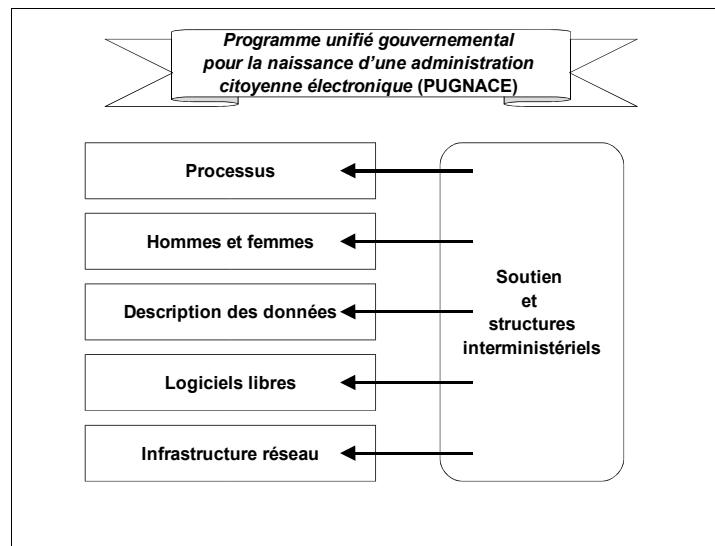 Programme unifié gouvernemental
pour la naissance d’une administration
citoyenne électronique (PUGNACE)
Processus
Hommes et femmes
Description des données
Logiciels libres
Infrastructure réseau
Soutien
et
structures
interministériels